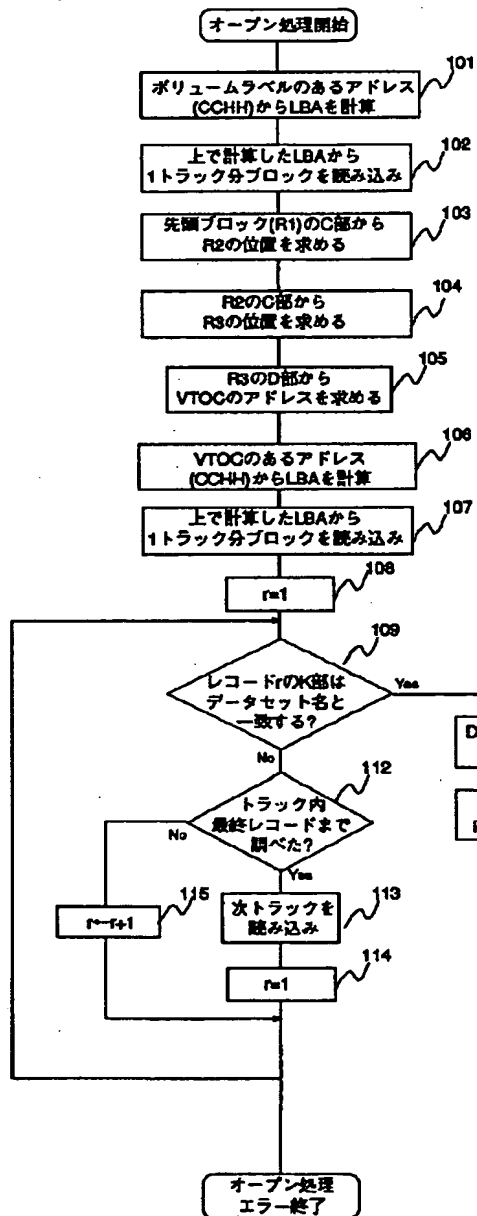 オープン処理開始
101
ボリュームラベルのあるアドレス
(CCHH)からLBAを計算
102
上で計算したLBAから
1トラック分ブロックを読み込み
103
先頭ブロック(R1)のC部から
R2の位置を求める
104
R2のC部から
R3の位置を求める
105
R3のD部から
VTOCのアドレスを求める
106
VTOCのあるアドレス
(CCHH)からLBAを計算
107
上で計算したLBAから
1トラック分ブロックを読み込み
108
r=1
109
レコードrのK部は
データセット名と
一致する?
Yes
D
No
112
トラック内
最終レコードまで
調べた?
No
Yes
115
r←r+1
113
次トラックを
読み込み
114
r=1
オープン処理
エラー終了